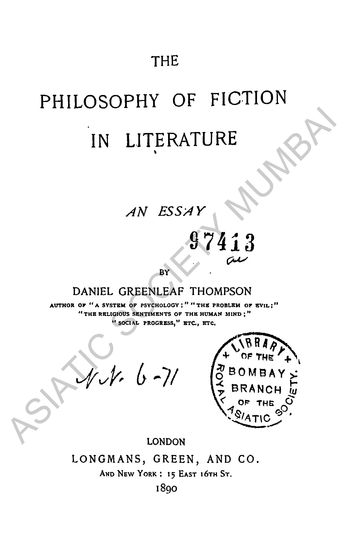 THE
PHILOSOPHY OF FICTION
IN LITERATURE
AN ESSAY
97413
BY
DANIEL GREENLEAF THOMPSON
AUTHOR OF "A SYSTEM OF PSYCHOLOGY;" "THE PROBLEM OF EVIL;"
"THE RELIGIOUS SENTIMENTS OF THE HUMAN MIND;"
"SOCIAL PROGRESS," ETC., ETC.
N.N. 6-71
LIBRARY
OF THE
BOMBAY
BRANCH
OF THE
ROYAL ASIATIC SOCIETY.
LONDON
LONGMANS, GREEN, AND CO.
AND NEW YORK: 15 EAST 16TH ST.
1890
ASIATIC SOCIETY MUMBAI